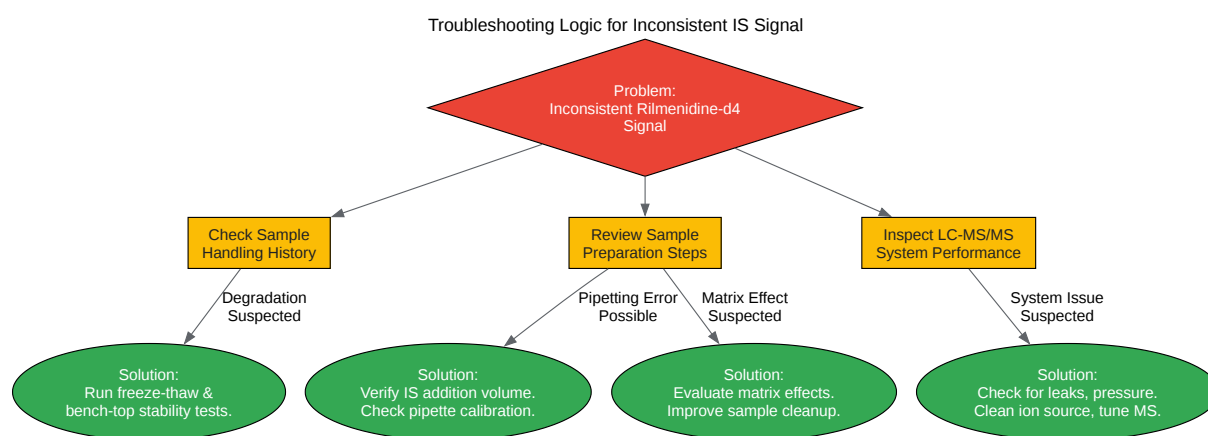 Troubleshooting Logic for Inconsistent IS Signal
Problem:
Inconsistent Rilmenidine-d4
Signal
Check Sample
Handling History
Review Sample
Preparation Steps
Inspect LC-MS/MS
System Performance
Degradation
Suspected
Pipetting Error
Possible
Matrix Effect
Suspected
System Issue
Suspected
Solution:
Run freeze-thaw &
bench-top stability tests.
Solution:
Verify IS addition volume.
Check pipette calibration.
Solution:
Evaluate matrix effects.
Improve sample cleanup.
Solution:
Check for leaks, pressure.
Clean ion source, tune MS.